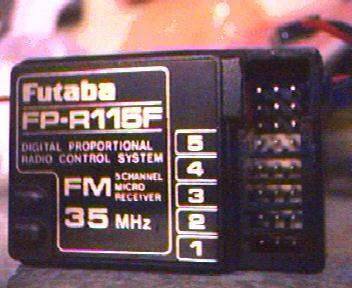 Futaba
FP-R115F
DIGITAL PROPORTIONAL
RADIO CONTROL SYSTEM
FM
5 CHANNEL
MICRO
RECEIVER
35 MHz
5
4
3
2
1